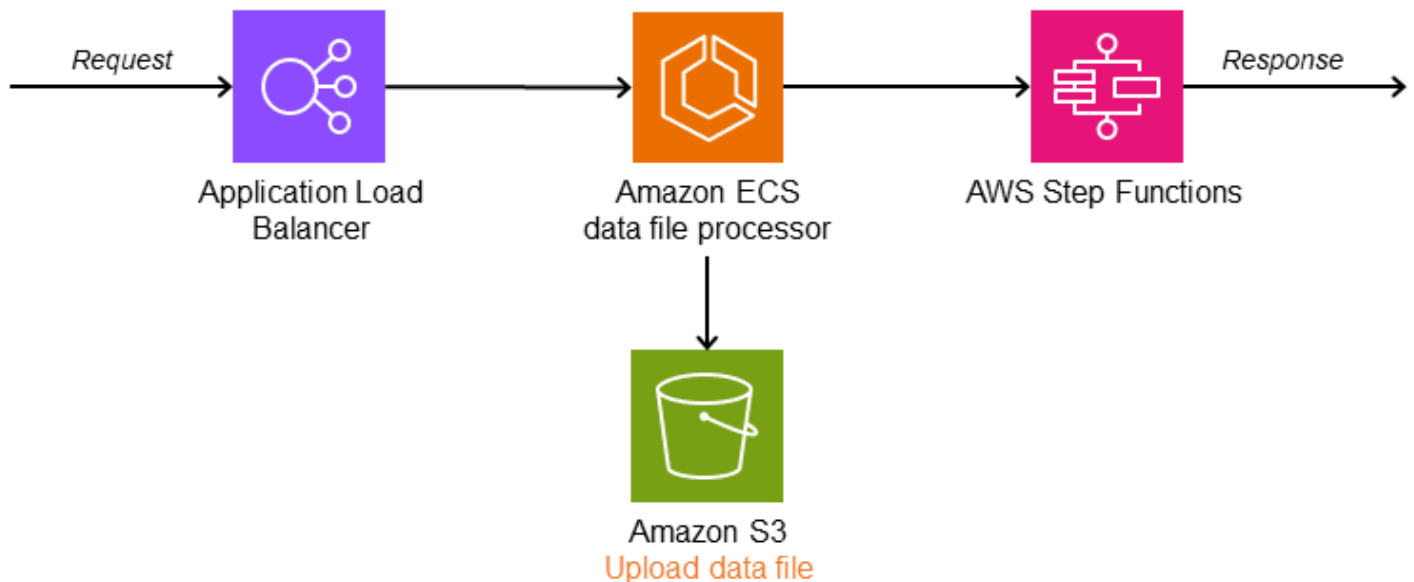 Request
Response
Application Load
Balancer
Amazon ECS
data file processor
AWS Step Functions
Amazon S3
Upload data file